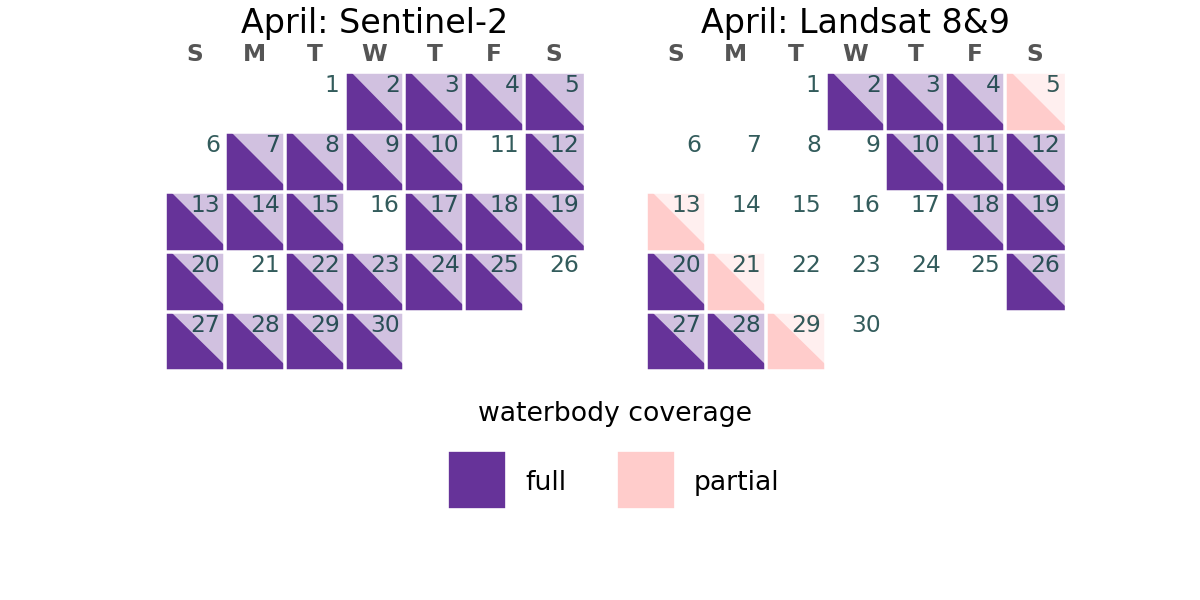 April: Sentinel-2
S M T W T F S
1 2 3 4 5
6 7 8 9 10 11 12
13 14 15 16 17 18 19
20 21 22 23 24 25 26
27 28 29 30
April: Landsat 8&9
S M T W T F S
1 2 3 4 5
6 7 8 9 10 11 12
13 14 15 16 17 18 19
20 21 22 23 24 25 26
27 28 29 30
waterbody coverage
full partial